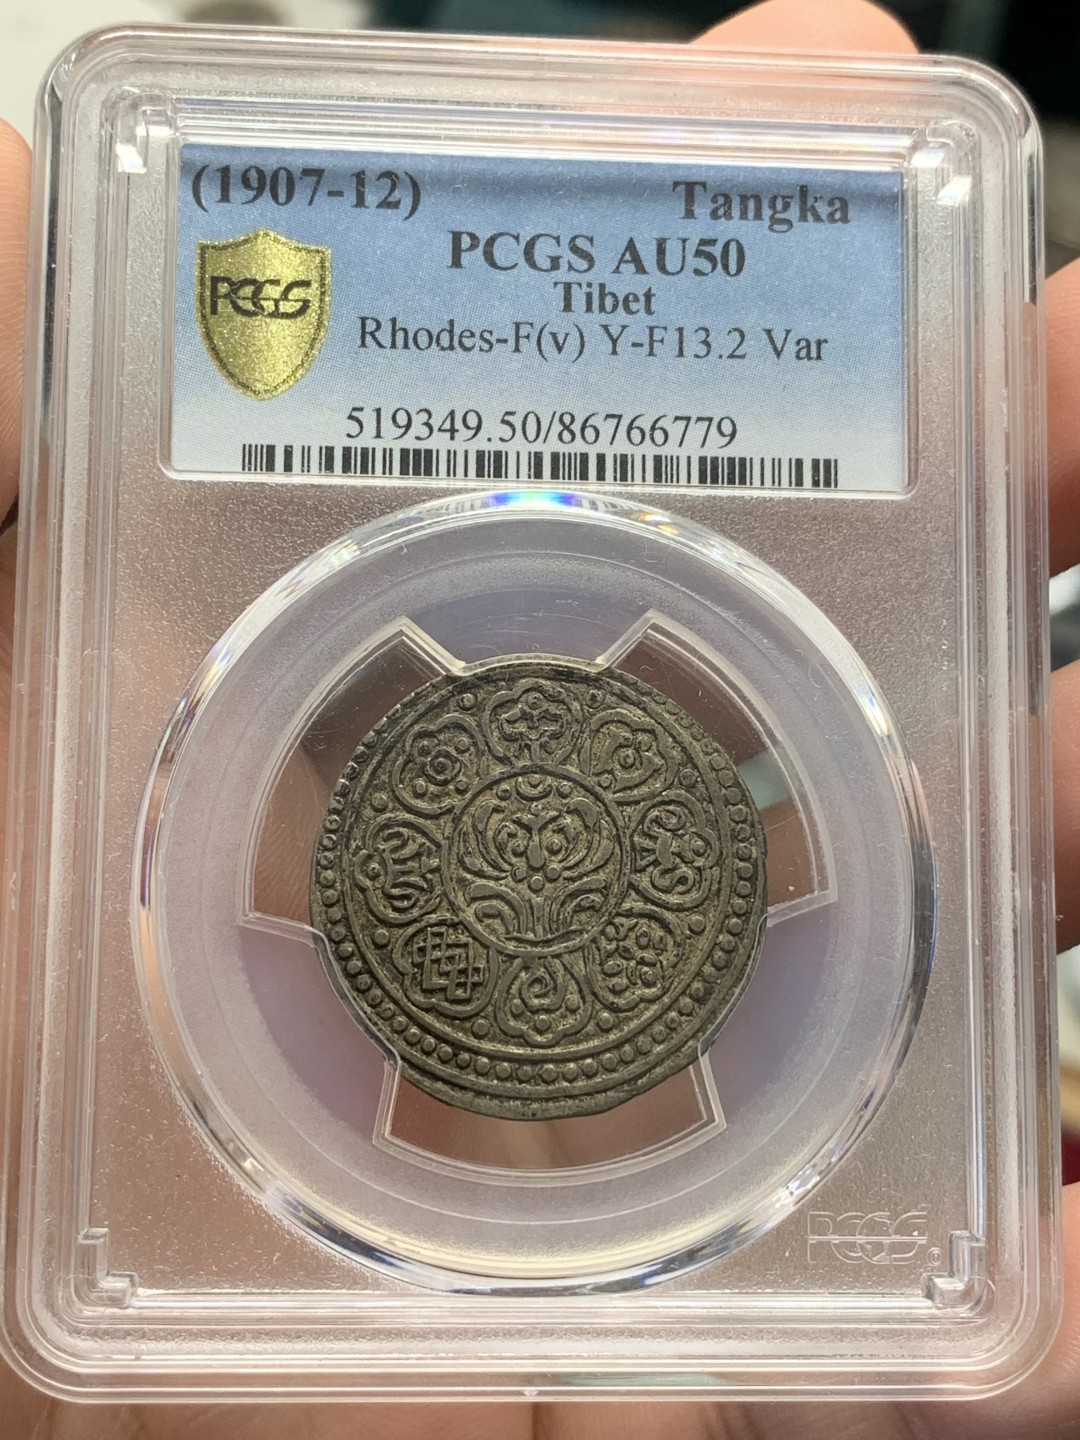 (1907-12) Tangka
PCGS AU50
Tibet
PCGS
Rhodes-F(v) Y-F13.2 Var
519349.50/86766779
PCGS